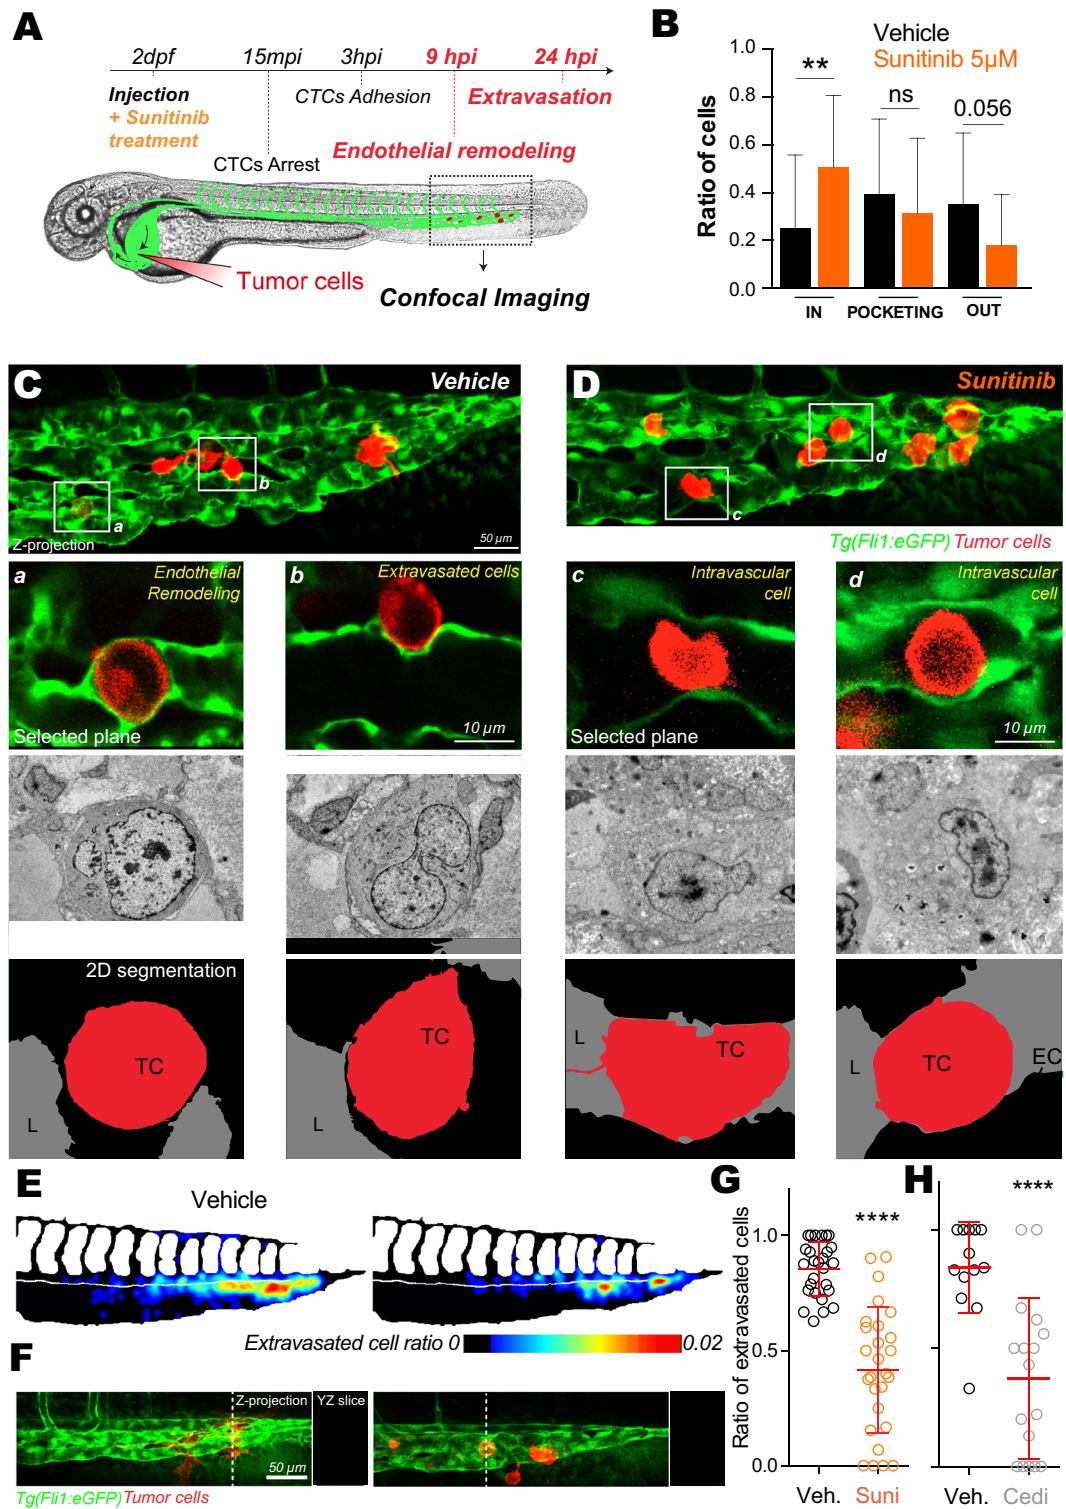 A
2dpf 15mpi 3hpi 9 hpi 24 hpi
Injection
+ Sunitinib
treatment
CTCs Adhesion Extravasation
CTCs Arrest
Endothelial remodeling
Tumor cells
Confocal Imaging
B
Vehicle
Sunitinib 5µM
Ratio of cells
1.0
0.8
0.6
0.4
0.2
0.0
**
ns
0.056
IN POCKETING OUT
C
Vehicle
a
b
Z-projection
50 µm
D
Sunitinib
c
d
Tg(Fli1:eGFP) Tumor cells
a
Endothelial
Remodeling
Selected plane
b
Extravasated cells
10 µm
c
Intravascular
cell
Selected plane
d
Intravascular
cell
10 µm
2D segmentation
TC
L
TC
L
L
TC
L
TC
EC
E
Vehicle
Extravasated cell ratio 0 0.02
F
Z-projection
YZ slice
50 µm
Tg(Fli1:eGFP) Tumor cells
G
Ratio of extravasated cells
1.0
0.5
0.0
****
Veh. Suni
H
****
Veh. Cedi